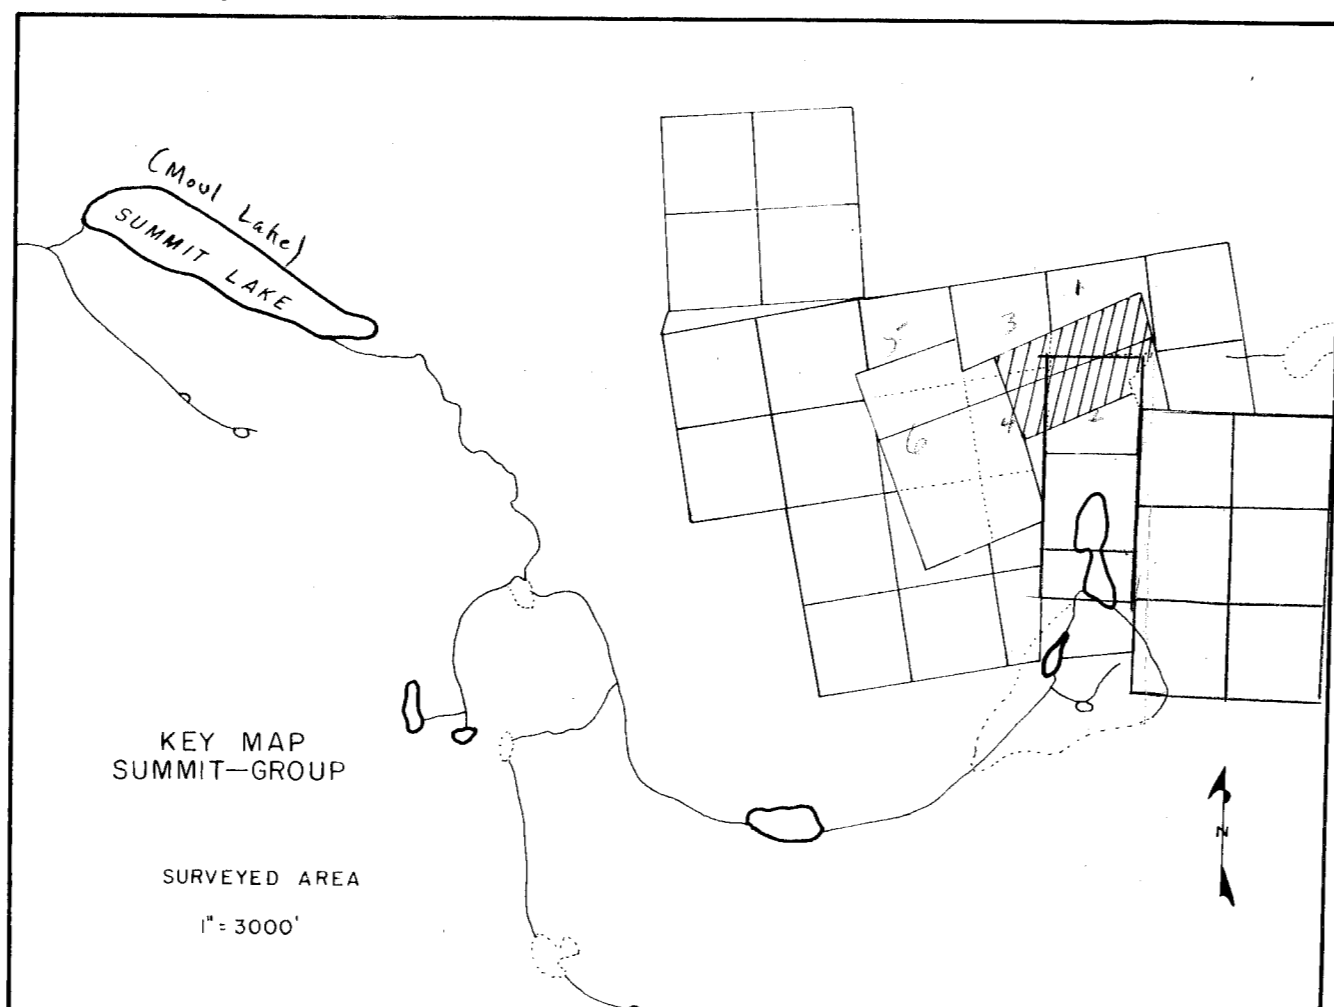 (Moul Lake)
SUMMIT LAKE
1
3
5
4
2
6
KEY MAP
SUMMIT-GROUP
SURVEYED AREA
1" = 3000'
N